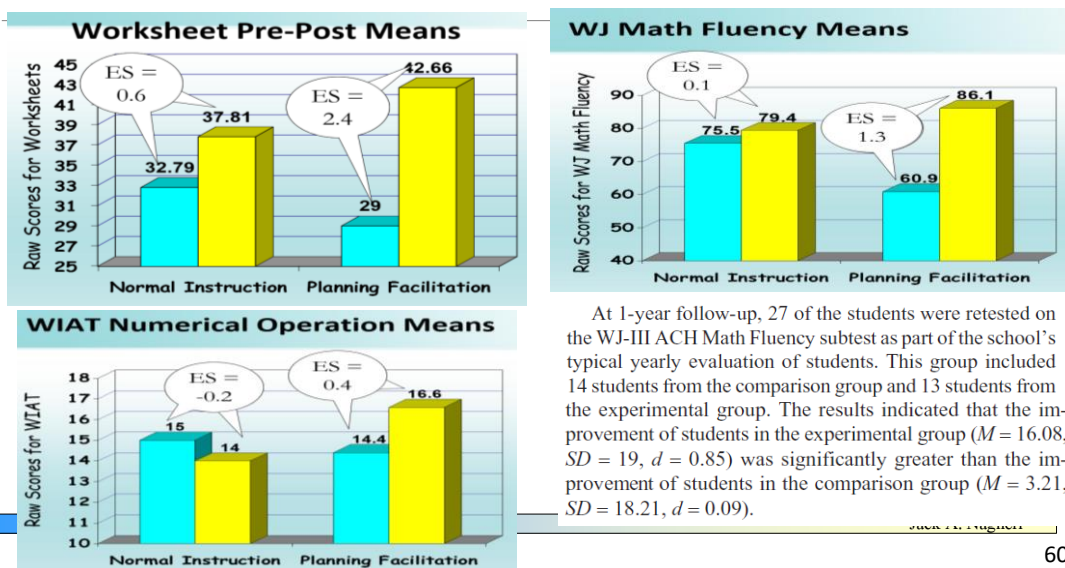 Worksheet Pre-Post Means
Raw Scores for Worksheets
45
43
41
39
37
35
33
31
29
27
25
ES =
0.6
32.79
37.81
ES =
2.4
29
42.66
Normal Instruction Planning Facilitation
WJ Math Fluency Means
Raw Scores for WJ Math Fluency
90
80
70
60
50
40
ES =
0.1
75.5
79.4
ES =
1.3
60.9
86.1
Normal Instruction Planning Facilitation
WIAT Numerical Operation Means
Raw Scores for WIAT
18
17
16
15
14
13
12
11
10
ES =
-0.2
15
14
ES =
0.4
14.4
16.6
Normal Instruction Planning Facilitation
At 1-year follow-up, 27 of the students were retested on
the WJ-III ACH Math Fluency subtest as part of the school's
typical yearly evaluation of students. This group included
14 students from the comparison group and 13 students from
the experimental group. The results indicated that the im-
provement of students in the experimental group (M = 16.08,
SD = 19, d = 0.85) was significantly greater than the im-
provement of students in the comparison group (M = 3.21,
SD = 18.21, d = 0.09).
Jack A. Naglieri
60